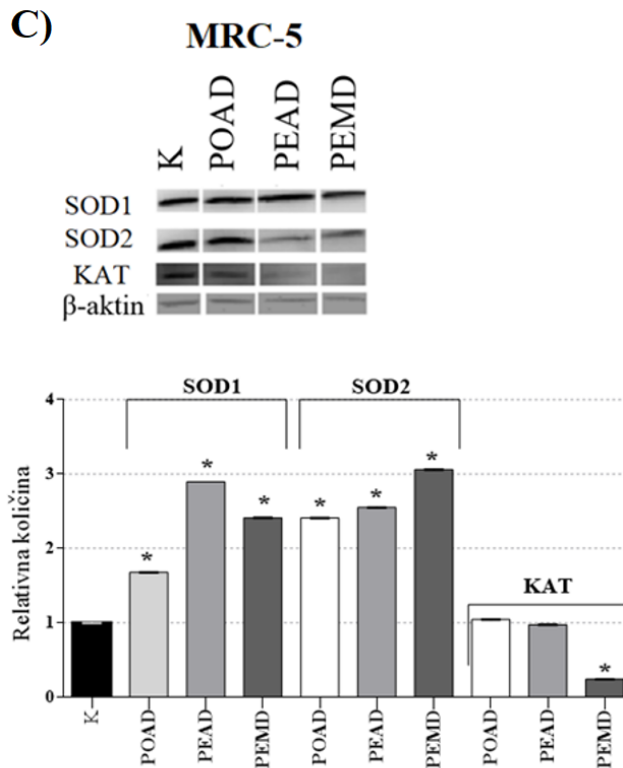 C)
MRC-5
K POAD PEAD PEMD
SOD1
SOD2
KAT
β-aktin
SOD1 SOD2
4
*
*
*
3
*
*
2
*
KAT
1
*
0
Relativna količina
K POAD PEAD PEMD POAD PEAD PEMD POAD PEAD PEMD